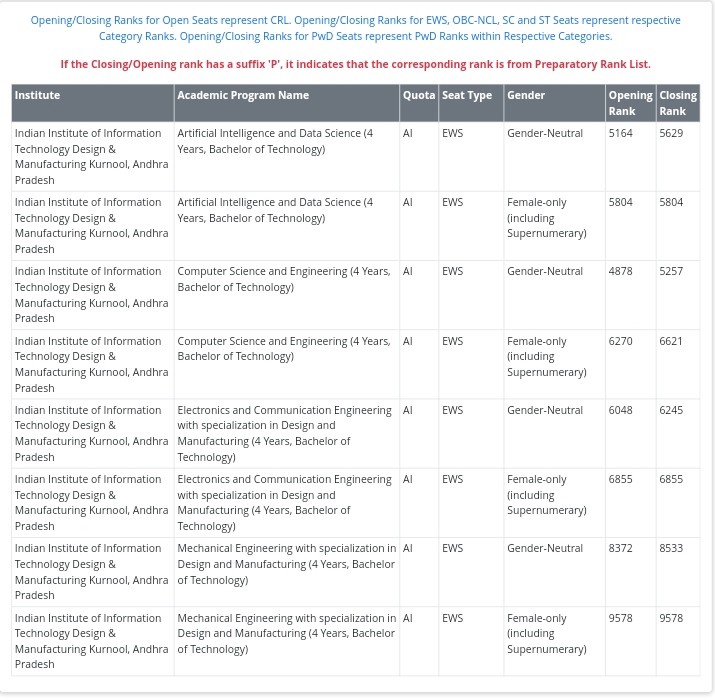 Opening/Closing Ranks for Open Seats represent CRL. Opening/Closing Ranks for EWS, OBC-NCL, SC and ST Seats represent respective
Category Ranks. Opening/Closing Ranks for PwD Seats represent PwD Ranks within Respective Categories.
If the Closing/Opening rank has a suffix 'P', it indicates that the corresponding rank is from Preparatory Rank List.
Institute Academic Program Name Quota Seat Type Gender Opening Closing
Rank Rank
Indian Institute of Information Artificial Intelligence and Data Science (4 AI EWS Gender-Neutral 5164 5629
Technology Design & Years, Bachelor of Technology)
Manufacturing Kurnool, Andhra
Pradesh
Indian Institute of Information Artificial Intelligence and Data Science (4 AI EWS Female-only 5804 5804
Technology Design & Years, Bachelor of Technology) (including
Manufacturing Kurnool, Andhra Supernumerary)
Pradesh
Indian Institute of Information Computer Science and Engineering (4 Years, AI EWS Gender-Neutral 4878 5257
Technology Design & Bachelor of Technology)
Manufacturing Kurnool, Andhra
Pradesh
Indian Institute of Information Computer Science and Engineering (4 Years, AI EWS Female-only 6270 6621
Technology Design & Bachelor of Technology) (including
Manufacturing Kurnool, Andhra Supernumerary)
Pradesh
Indian Institute of Information Electronics and Communication Engineering AI EWS Gender-Neutral 6048 6245
Technology Design & with specialization in Design and
Manufacturing Kurnool, Andhra Manufacturing (4 Years, Bachelor of
Pradesh Technology)
Indian Institute of Information Electronics and Communication Engineering AI EWS Female-only 6855 6855
Technology Design & with specialization in Design and (including
Manufacturing Kurnool, Andhra Manufacturing (4 Years, Bachelor of Supernumerary)
Pradesh Technology)
Indian Institute of Information Mechanical Engineering with specialization in AI EWS Gender-Neutral 8372 8533
Technology Design & Design and Manufacturing (4 Years, Bachelor
Manufacturing Kurnool, Andhra of Technology)
Pradesh
Indian Institute of Information Mechanical Engineering with specialization in AI EWS Female-only 9578 9578
Technology Design & Design and Manufacturing (4 Years, Bachelor (including
Manufacturing Kurnool, Andhra of Technology) Supernumerary)
Pradesh